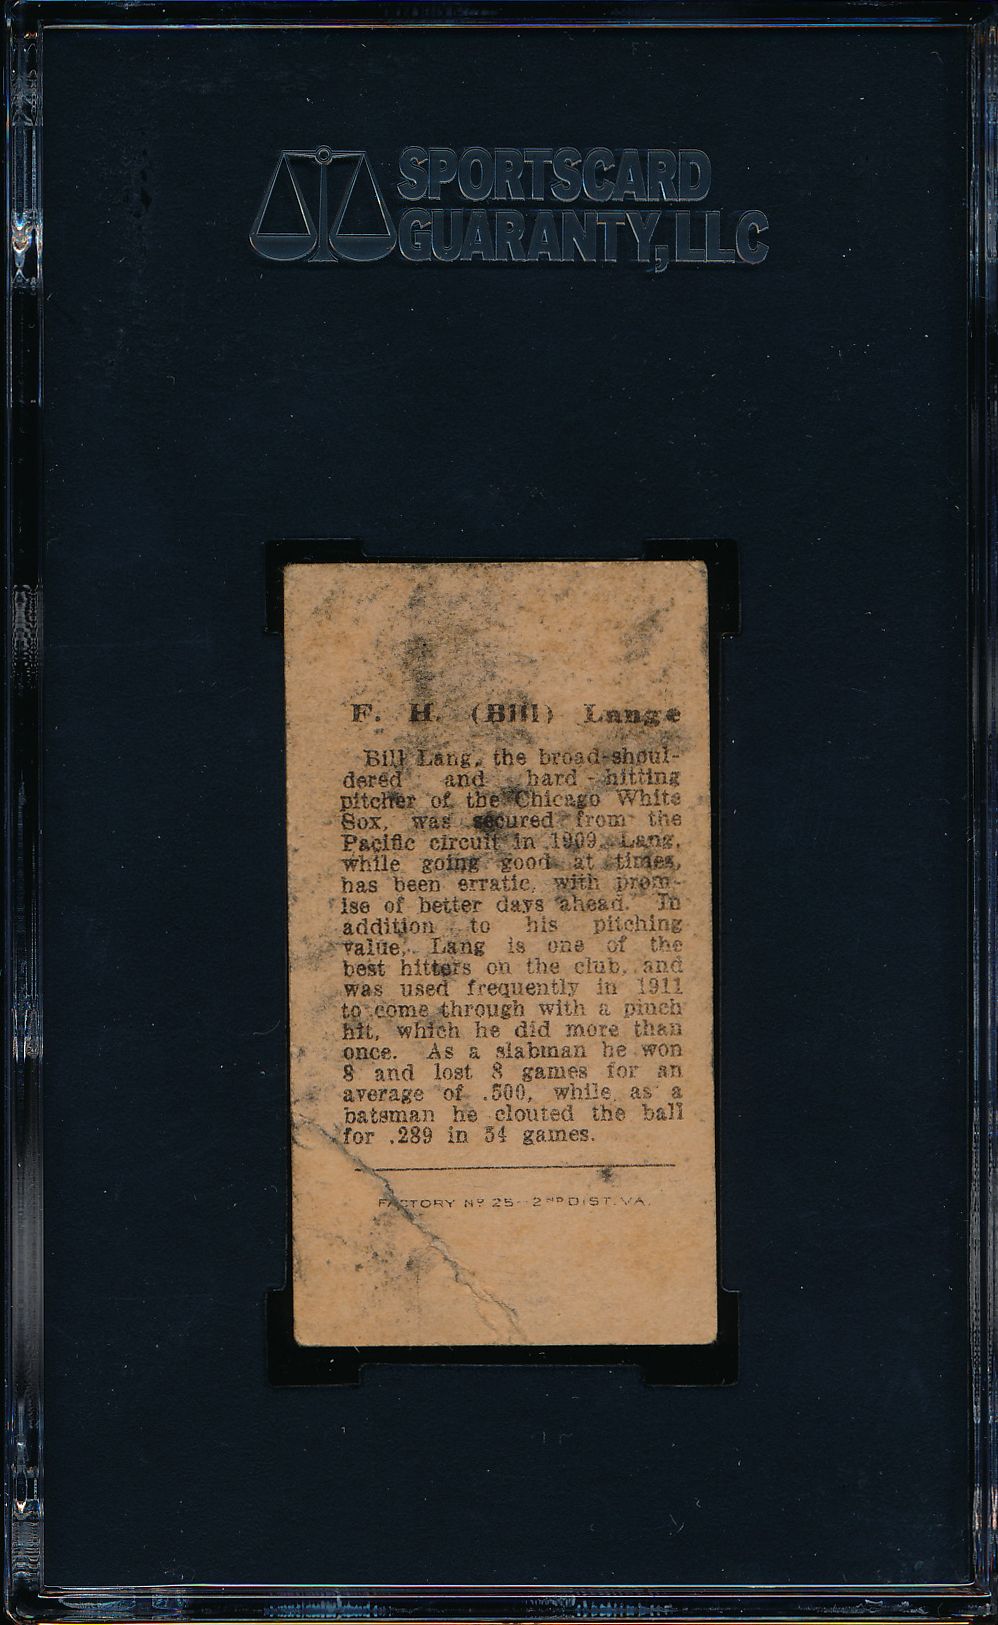 SPORTSCARD
GUARANTY, LLC
F. H. (Bill) Lange
Bill Lang, the broad-shoul-
dered and hard-hitting
pitcher of the Chicago White
Sox, was secured from the
Pacific circuit in 1909. Lang,
while going good at times,
has been erratic, with prom-
ise of better days ahead. In
addition to his pitching
value, Lang is one of the
best hitters on the club, and
was used frequently in 1911
to come through with a pinch
hit, which he did more than
once. As a slabman he won
8 and lost 8 games for an
average of .500, while as a
batsman he clouted the ball
for .289 in 54 games.
FACTORY Nº 25-2ND DIST. VA.